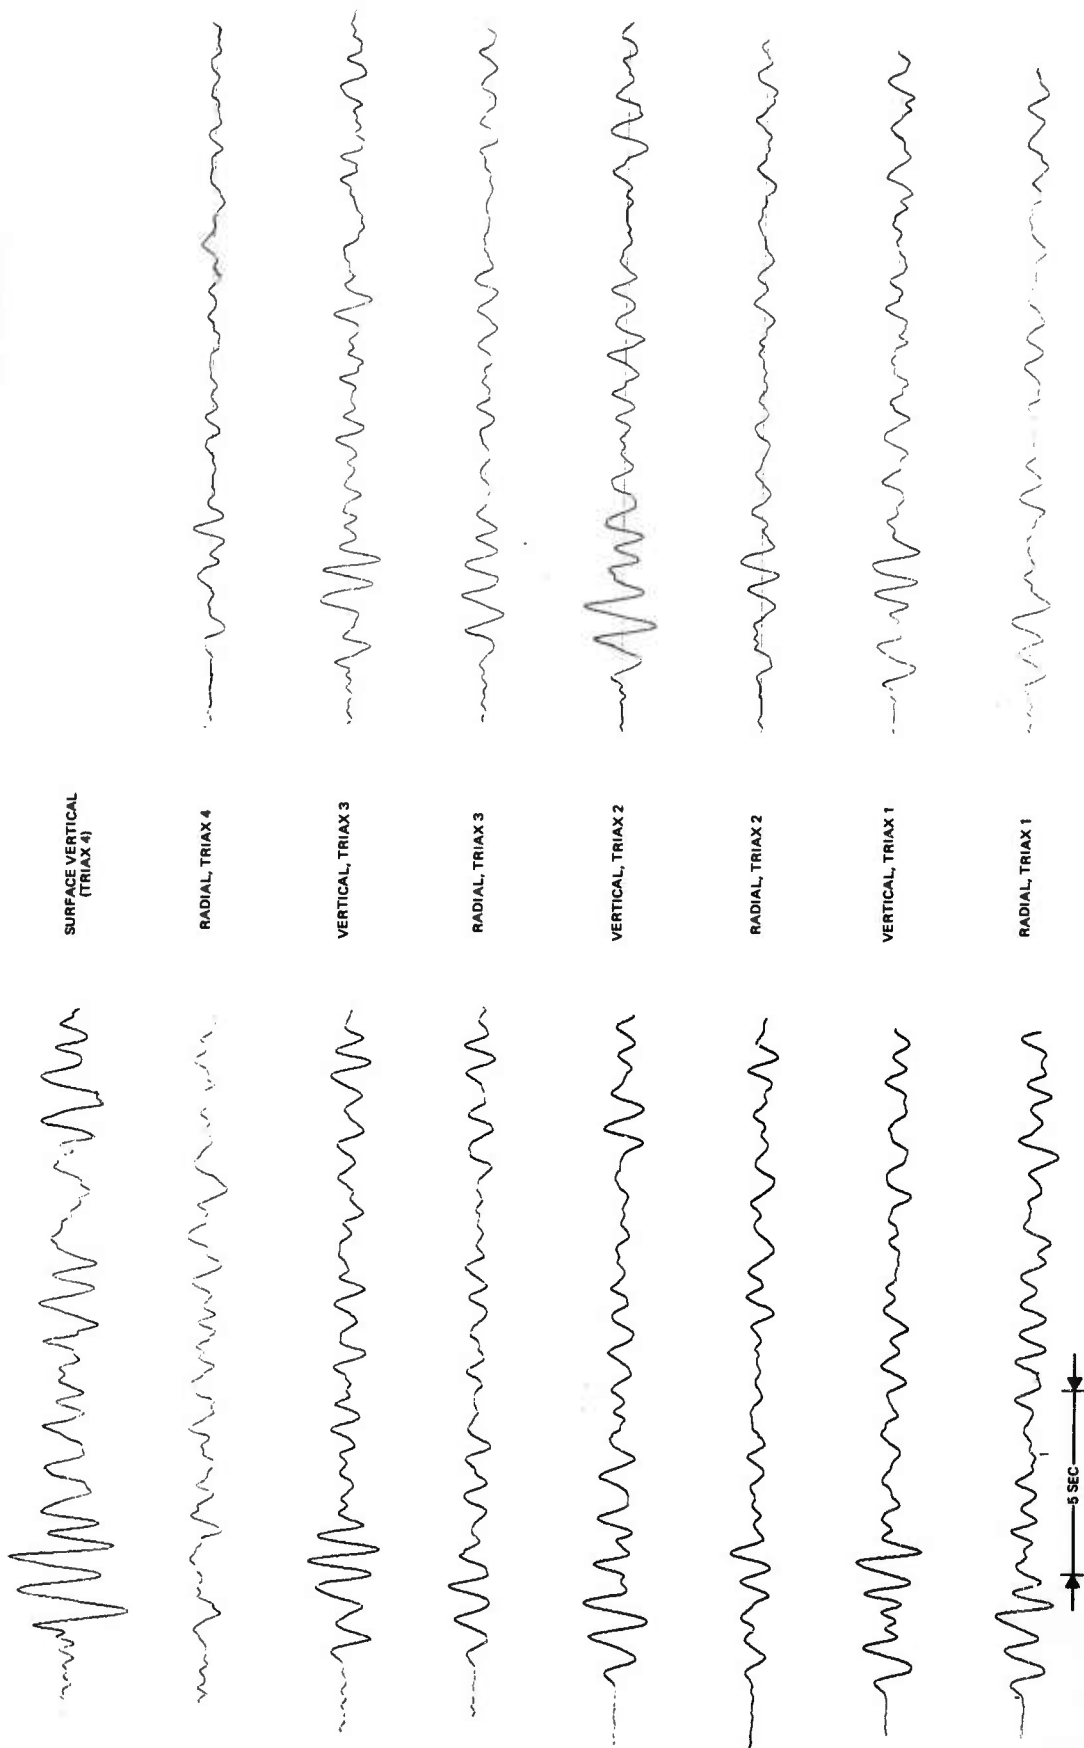 SURFACE VERTICAL
(TRIAX 4)
RADIAL, TRIAX 4
VERTICAL, TRIAX 3
RADIAL, TRIAX 3
VERTICAL, TRIAX 2
RADIAL, TRIAX 2
VERTICAL, TRIAX 1
RADIAL, TRIAX 1
5 SEC